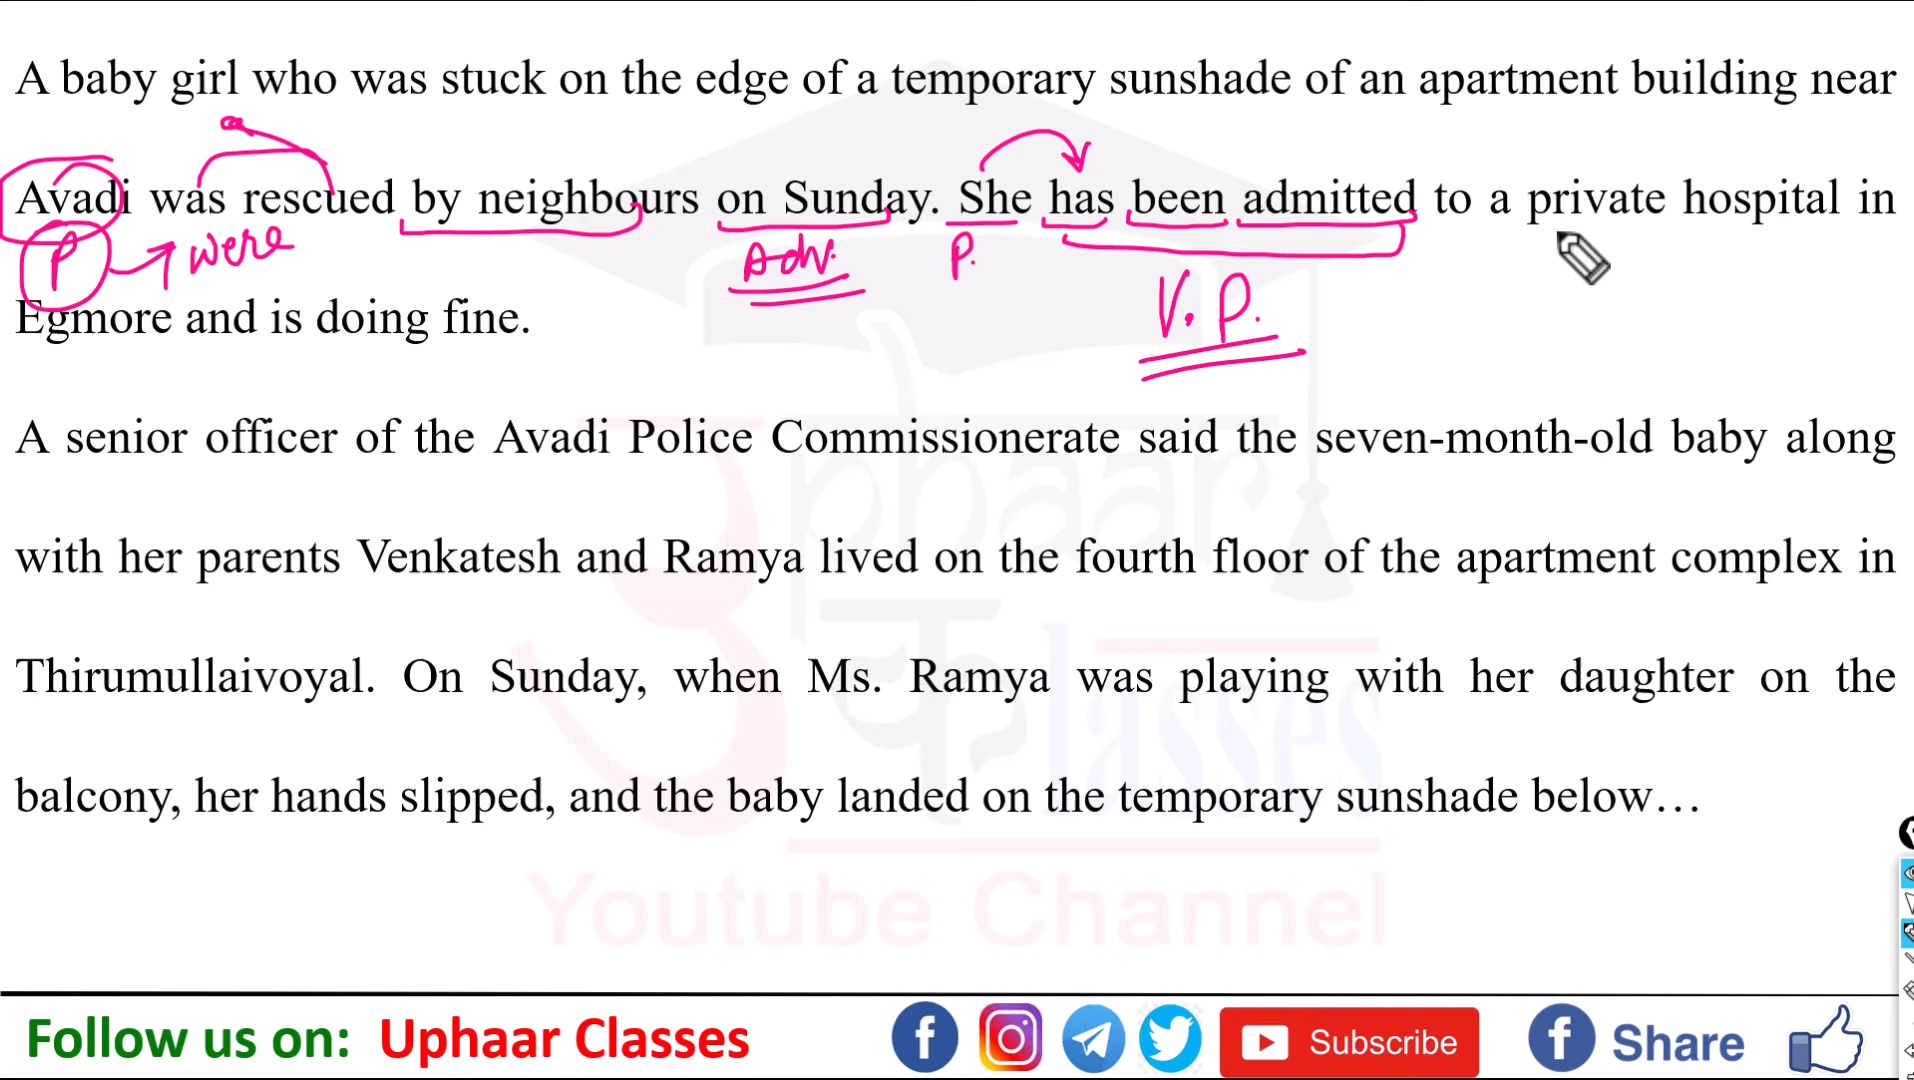 A baby girl who was stuck on the edge of a temporary sunshade of an apartment building near
Avadi was rescued by neighbours on Sunday. She has been admitted to a private hospital in
P → were Adv. P. V.P.
Egmore and is doing fine.
A senior officer of the Avadi Police Commissionerate said the seven-month-old baby along
with her parents Venkatesh and Ramya lived on the fourth floor of the apartment complex in
Thirumullaivoyal. On Sunday, when Ms. Ramya was playing with her daughter on the
balcony, her hands slipped, and the baby landed on the temporary sunshade below…
उphaar
कlasses
Youtube Channel
Follow us on: Uphaar Classes Subscribe Share